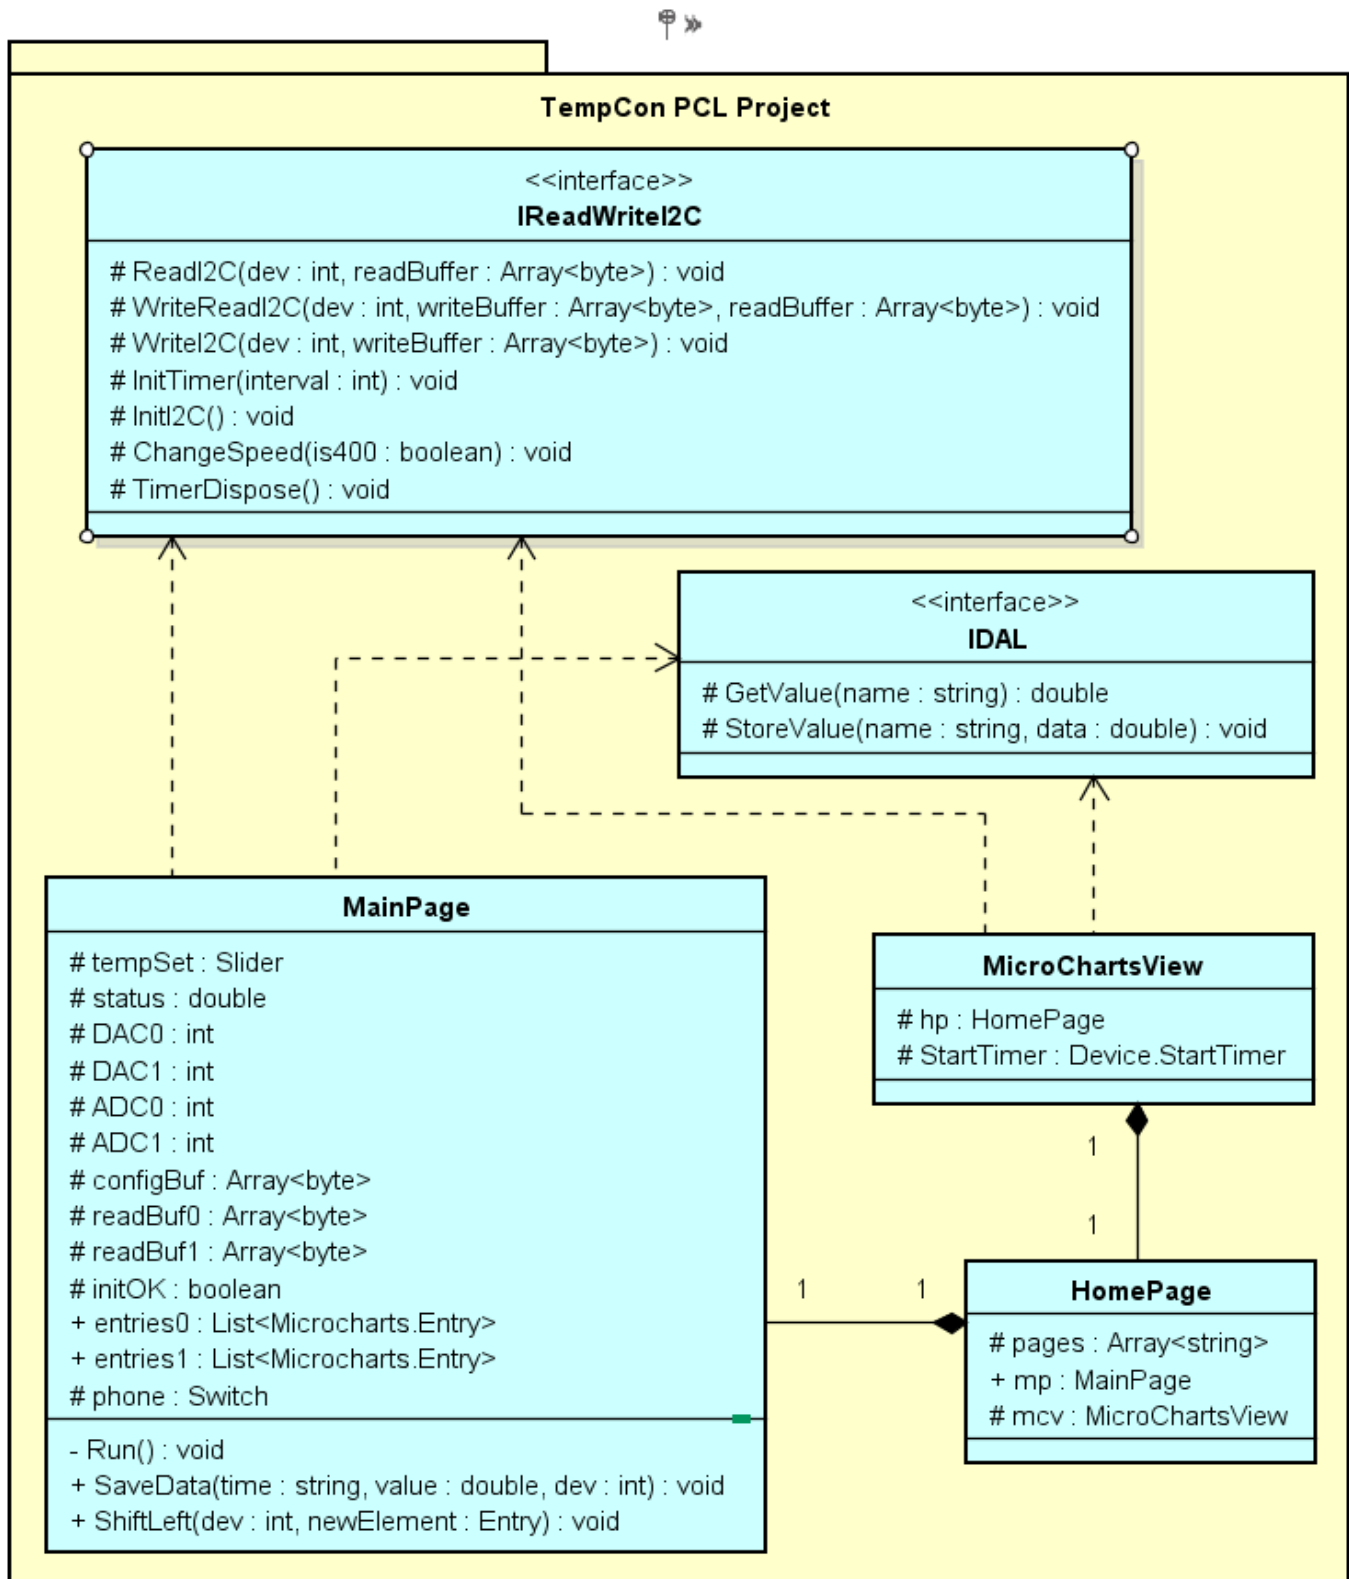 TempCon PCL Project
<<interface>>
IReadWriteI2C
# ReadI2C(dev : int, readBuffer : Array<byte>) : void
# WriteReadI2C(dev : int, writeBuffer : Array<byte>, readBuffer : Array<byte>) : void
# WriteI2C(dev : int, writeBuffer : Array<byte>) : void
# InitTimer(interval : int) : void
# InitI2C() : void
# ChangeSpeed(is400 : boolean) : void
# TimerDispose() : void
<<interface>>
IDAL
# GetValue(name : string) : double
# StoreValue(name : string, data : double) : void
MainPage
# tempSet : Slider
# status : double
# DAC0 : int
# DAC1 : int
# ADC0 : int
# ADC1 : int
# configBuf : Array<byte>
# readBuf0 : Array<byte>
# readBuf1 : Array<byte>
# initOK : boolean
+ entries0 : List<Microcharts.Entry>
+ entries1 : List<Microcharts.Entry>
# phone : Switch
- Run() : void
+ SaveData(time : string, value : double, dev : int) : void
+ ShiftLeft(dev : int, newElement : Entry) : void
MicroChartsView
# hp : HomePage
# StartTimer : Device.StartTimer
1
1
1
1
HomePage
# pages : Array<string>
+ mp : MainPage
# mcv : MicroChartsView